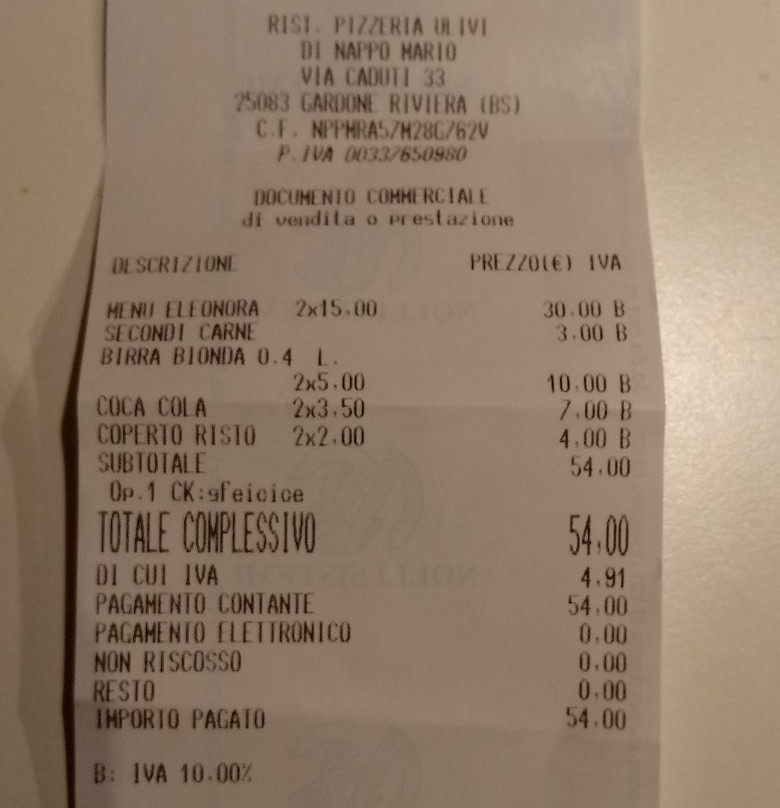 RIST. PIZZERIA ULIVI
DI NAPPO MARIO
VIA CADUTI 33
25083 GARDONE RIVIERA (BS)
C.F. NPPMRA57M28G762V
P.IVA 00337650980
DOCUMENTO COMMERCIALE
di vendita o prestazione
DESCRIZIONE PREZZO(€) IVA
MENU ELEONORA 2x15.00 30.00 B
SECONDI CARNE 3.00 B
BIRRA BIONDA 0.4 L.
2x5.00 10.00 B
COCA COLA 2x3.50 7.00 B
COPERTO RISTO 2x2.00 4.00 B
SUBTOTALE 54.00
Op.1 CK:gfeicice
TOTALE COMPLESSIVO 54.00
DI CUI IVA 4.91
PAGAMENTO CONTANTE 54.00
PAGAMENTO ELETTRONICO 0.00
NON RISCOSSO 0.00
RESTO 0.00
IMPORTO PAGATO 54.00
B: IVA 10.00%